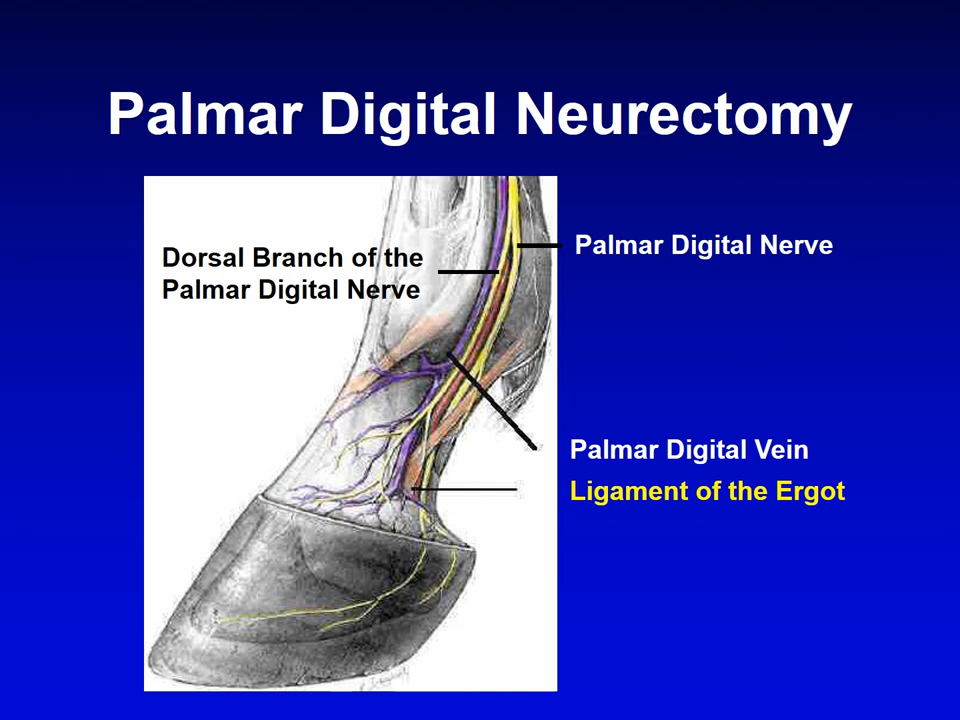 Palmar Digital Neurectomy
Dorsal Branch of the
Palmar Digital Nerve
Palmar Digital Nerve
Palmar Digital Vein
Ligament of the Ergot